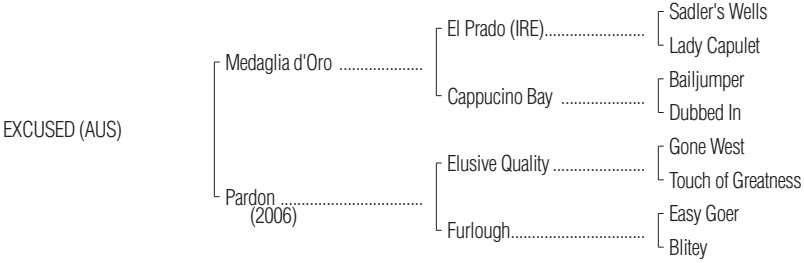 Sadler's Wells
El Prado (IRE)........................
Lady Capulet
Medaglia d'Oro ....................
Bailjumper
Cappucino Bay ....................
Dubbed In
EXCUSED (AUS)
Gone West
Elusive Quality ......................
Touch of Greatness
Pardon ..................................
(2006)
Easy Goer
Furlough................................
Blitey